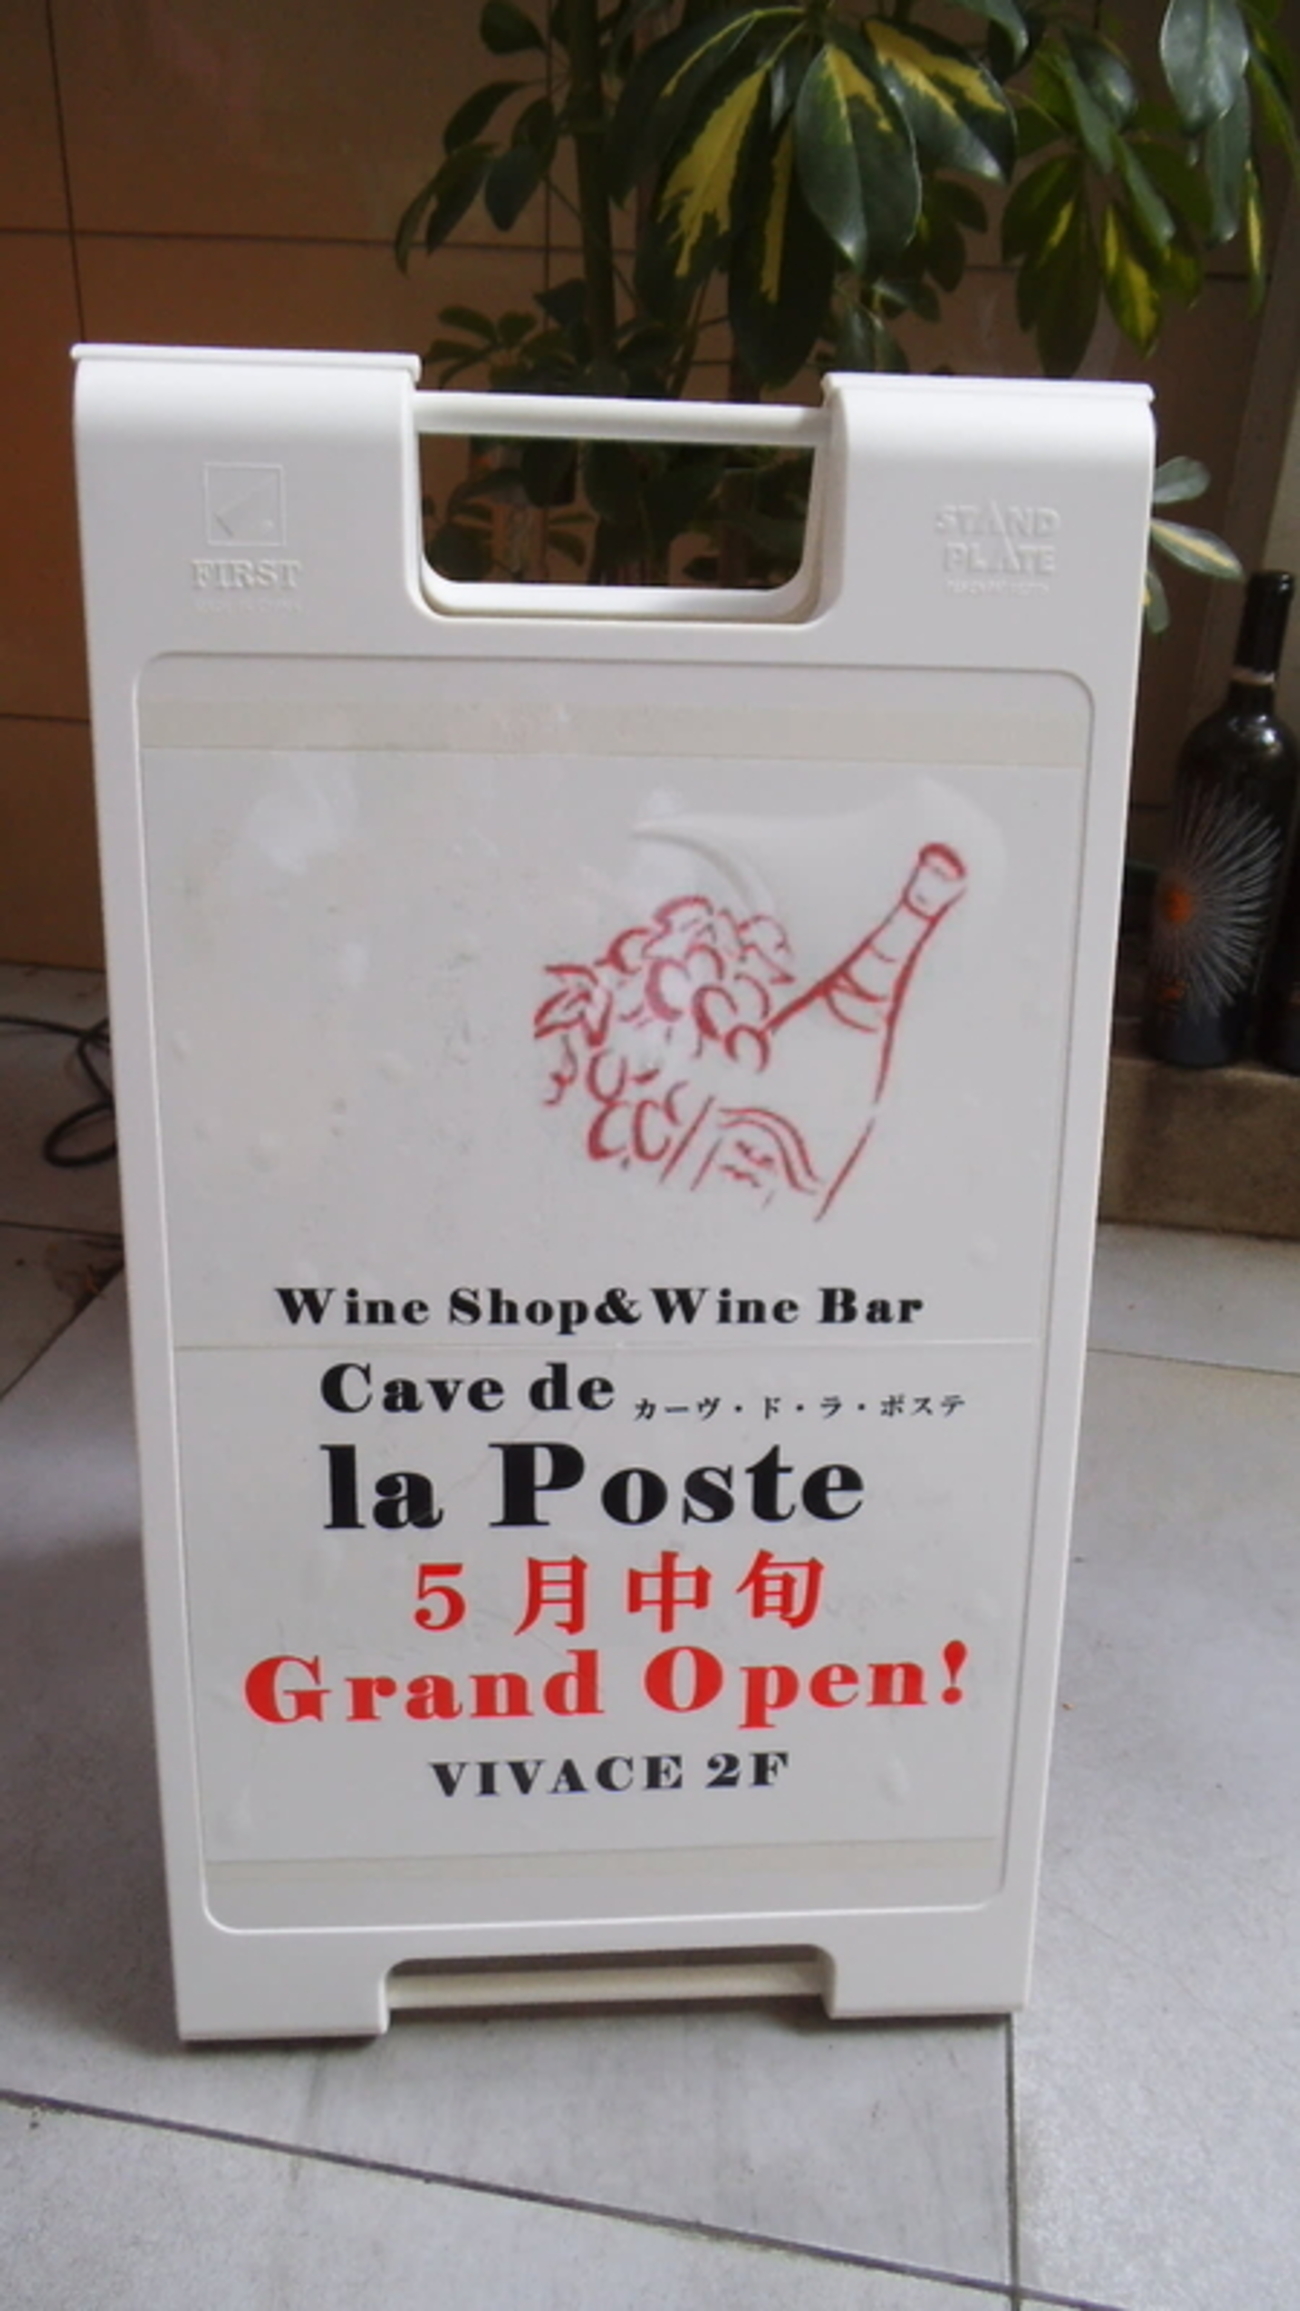 FIRST
STAND
PLATE
Wine Shop&Wine Bar
Cave de カーヴ・ド・ラ・ポステ
la Poste
5月中旬
Grand Open!
VIVACE 2F